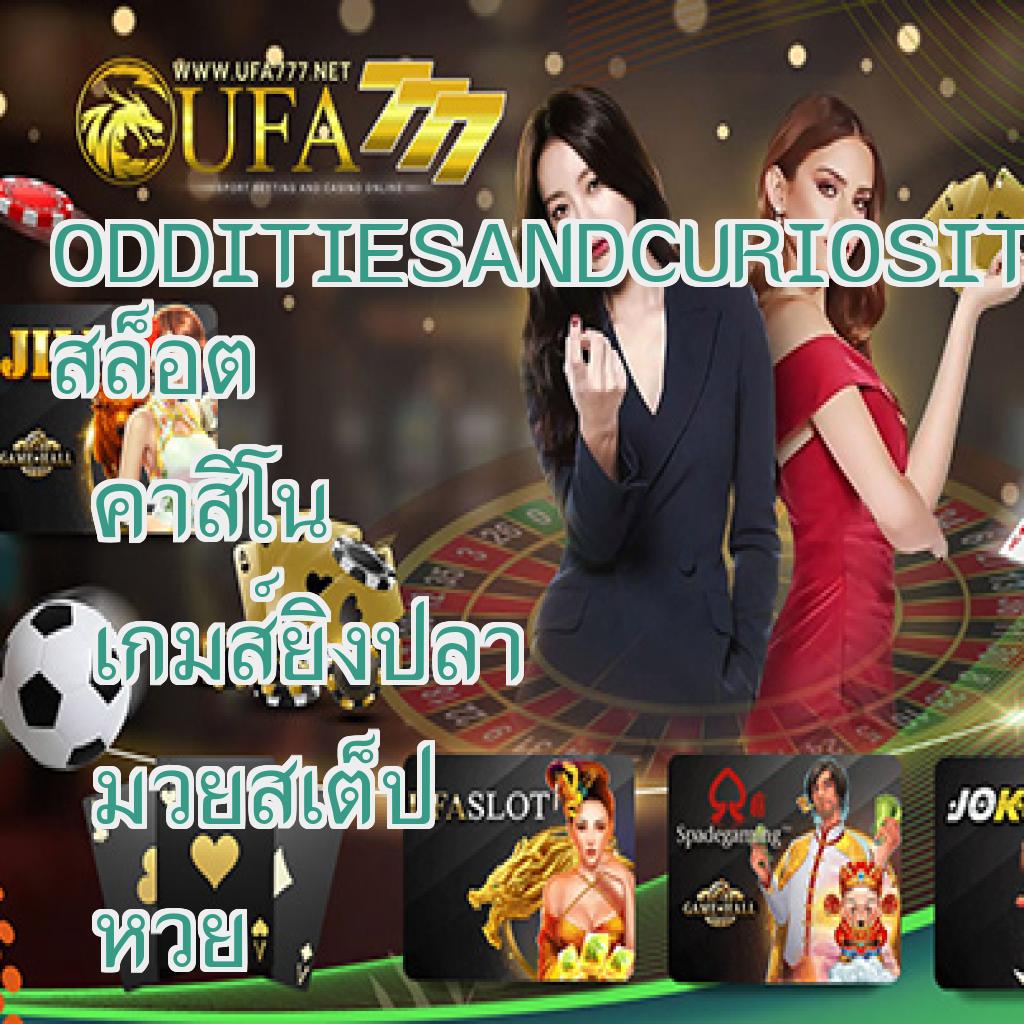 WWW.UFA777.NET
UFA777
SPORT BETTING AND CASINO ONLINE
ODDITIESANDCURIOSIT
สล็อต
คาสิโน
เกมส์ยิงปลา
มวยสเต็ป
หวย
JI
GAME HALL
FASLOT
Spadegaming
GAME HALL
JOK